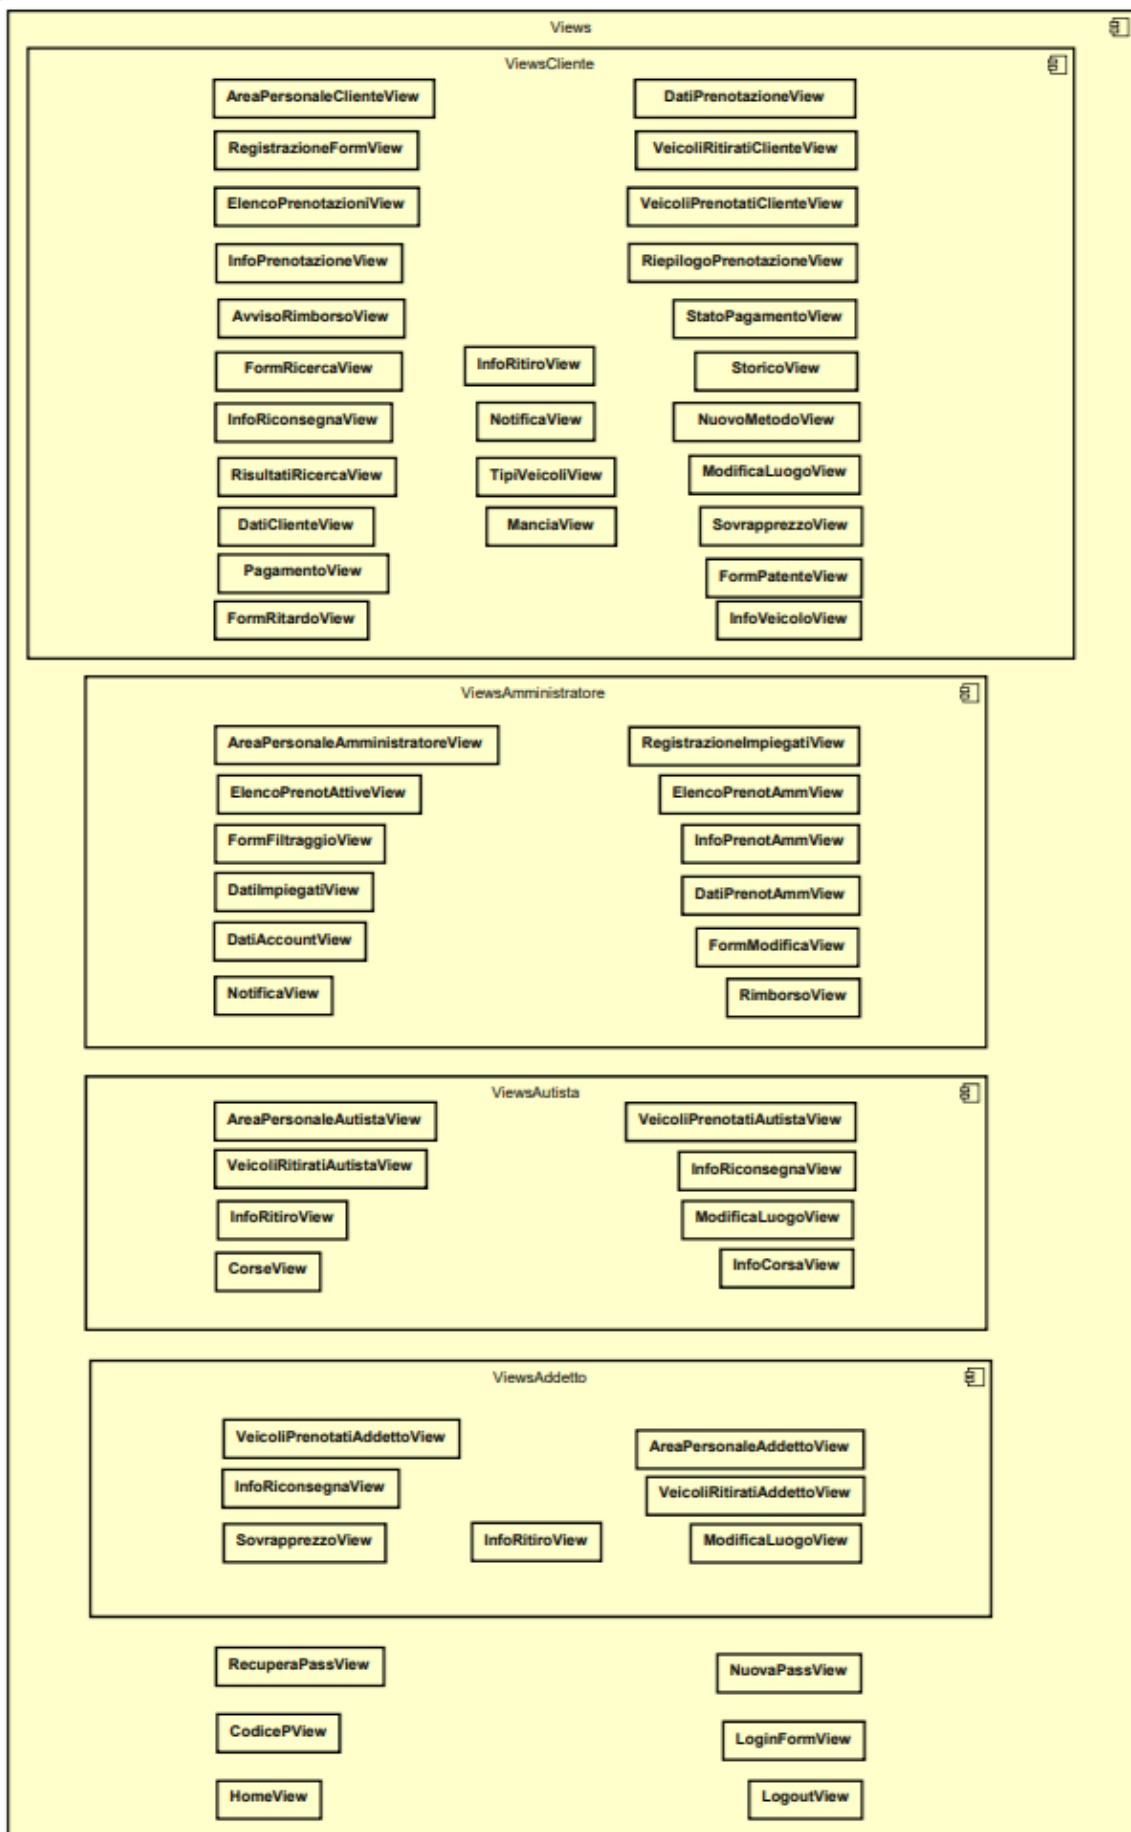 Views
ViewsCliente
AreaPersonaleClienteView
DatiPrenotazioneView
RegistrazioneFormView
VeicoliRitiratiClienteView
ElencoPrenotazioniView
VeicoliPrenotatiClienteView
InfoPrenotazioneView
RiepilogoPrenotazioneView
AvvisoRimborsoView
StatoPagamentoView
FormRicercaView
InfoRitiroView
StoricoView
InfoRiconsegnaView
NotificaView
NuovoMetodoView
RisultatiRicercaView
TipiVeicoliView
ModificaLuogoView
DatiClienteView
ManciaView
SovrapprezzoView
PagamentoView
FormPatenteView
FormRitardoView
InfoVeicoloView
ViewsAmministratore
AreaPersonaleAmministratoreView
RegistrazioneImpiegatiView
ElencoPrenotAttiveView
ElencoPrenotAmmView
FormFiltraggioView
InfoPrenotAmmView
DatiImpiegatiView
DatiPrenotAmmView
DatiAccountView
FormModificaView
NotificaView
RimborsoView
ViewsAutista
AreaPersonaleAutistaView
VeicoliPrenotatiAutistaView
VeicoliRitiratiAutistaView
InfoRiconsegnaView
InfoRitiroView
ModificaLuogoView
CorseView
InfoCorsaView
ViewsAddetto
VeicoliPrenotatiAddettoView
AreaPersonaleAddettoView
InfoRiconsegnaView
VeicoliRitiratiAddettoView
SovrapprezzoView
InfoRitiroView
ModificaLuogoView
RecuperaPassView
NuovaPassView
CodicePView
LoginFormView
HomeView
LogoutView